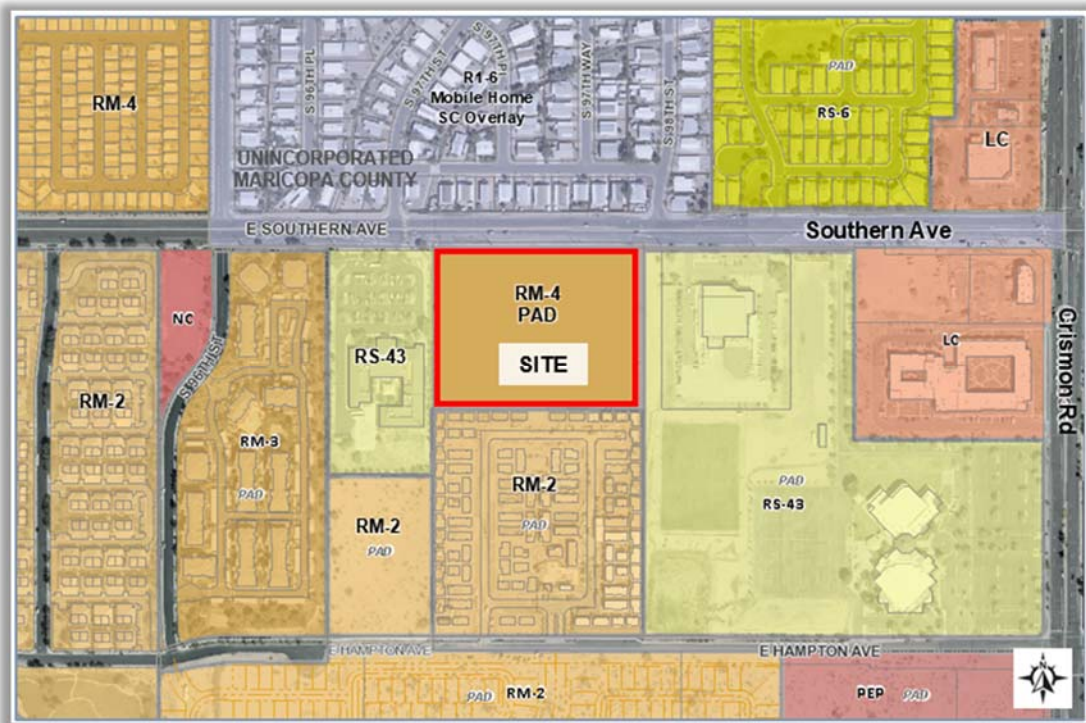 RM-4
S 96TH PL
S 97TH ST
S 97TH PL
S 97TH WAY
S 98TH ST
R1-6
Mobile Home
SC Overlay
UNINCORPORATED
MARICOPA COUNTY
PAD
RS-6
LC
E SOUTHERN AVE
Southern Ave
RM-2
NC
S 96TH ST
RM-3
PAD
RS-43
RM-4
PAD
SITE
LC
Crismon Rd
RM-2
PAD
RM-2
PAD
PAD
RS-43
E HAMPTON AVE
E HAMPTON AVE
PAD
RM-2
PEP
PAD
N